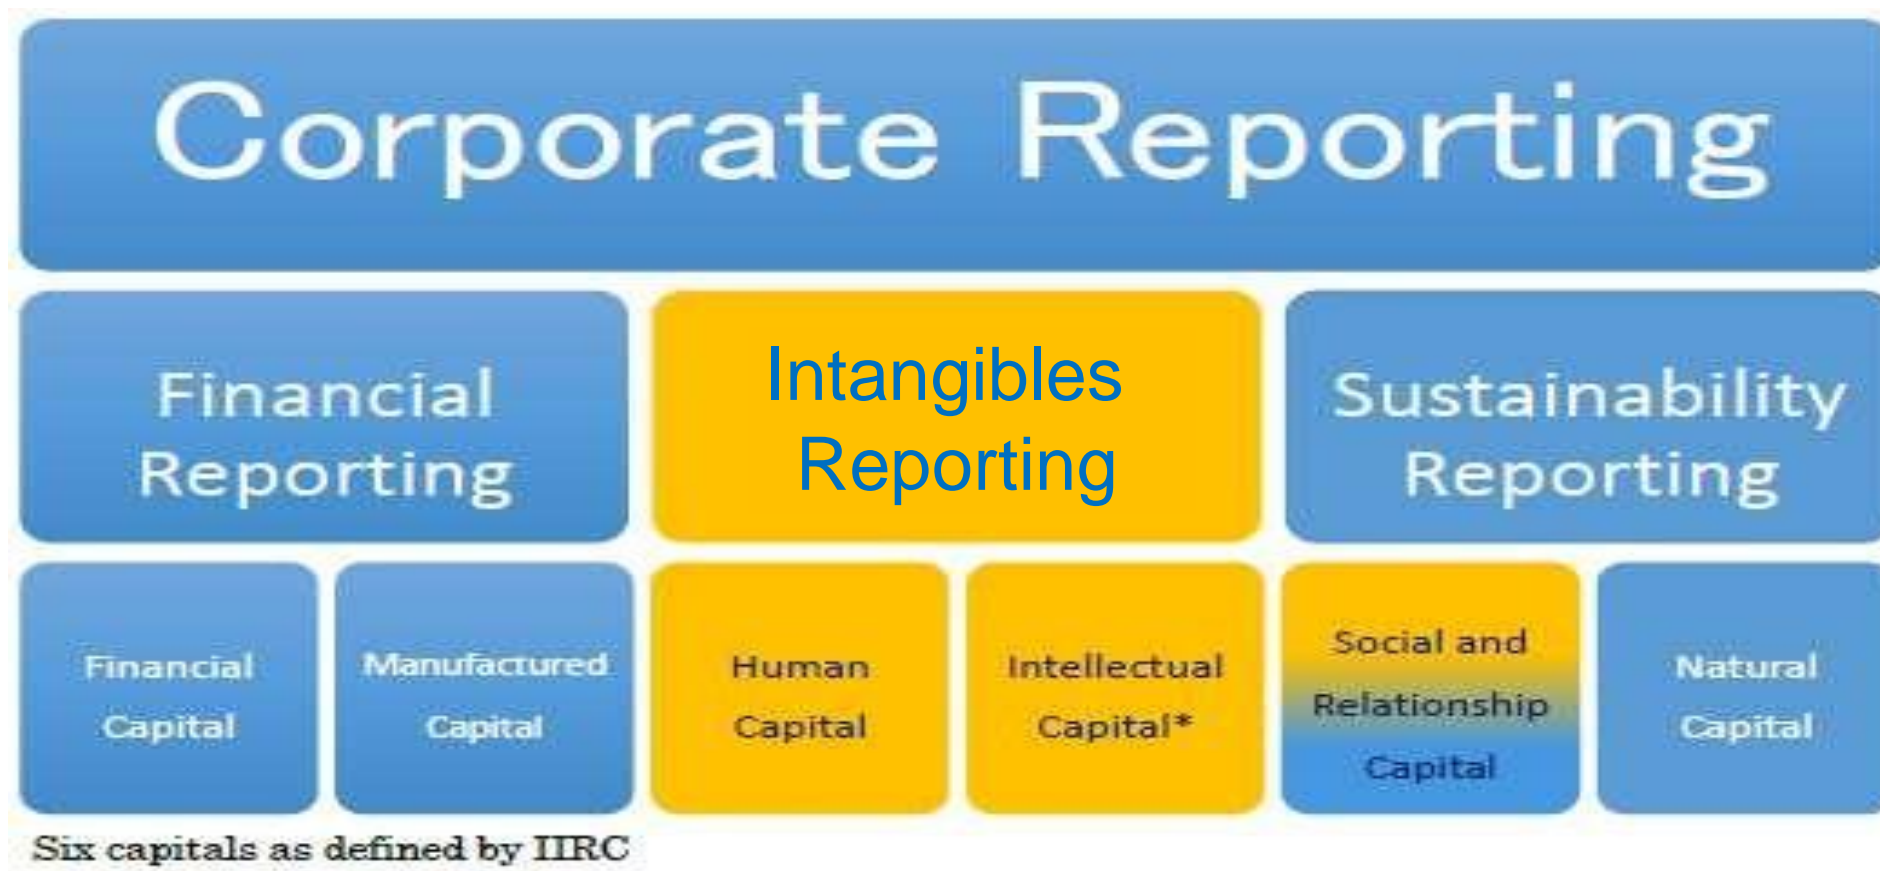 Corporate Reporting
Financial
Reporting
Intangibles
Reporting
Sustainability
Reporting
Financial
Capital
Manufactured
Capital
Human
Capital
Intellectual
Capital*
Social and
Relationship
Capital
Natural
Capital
Six capitals as defined by IIRC